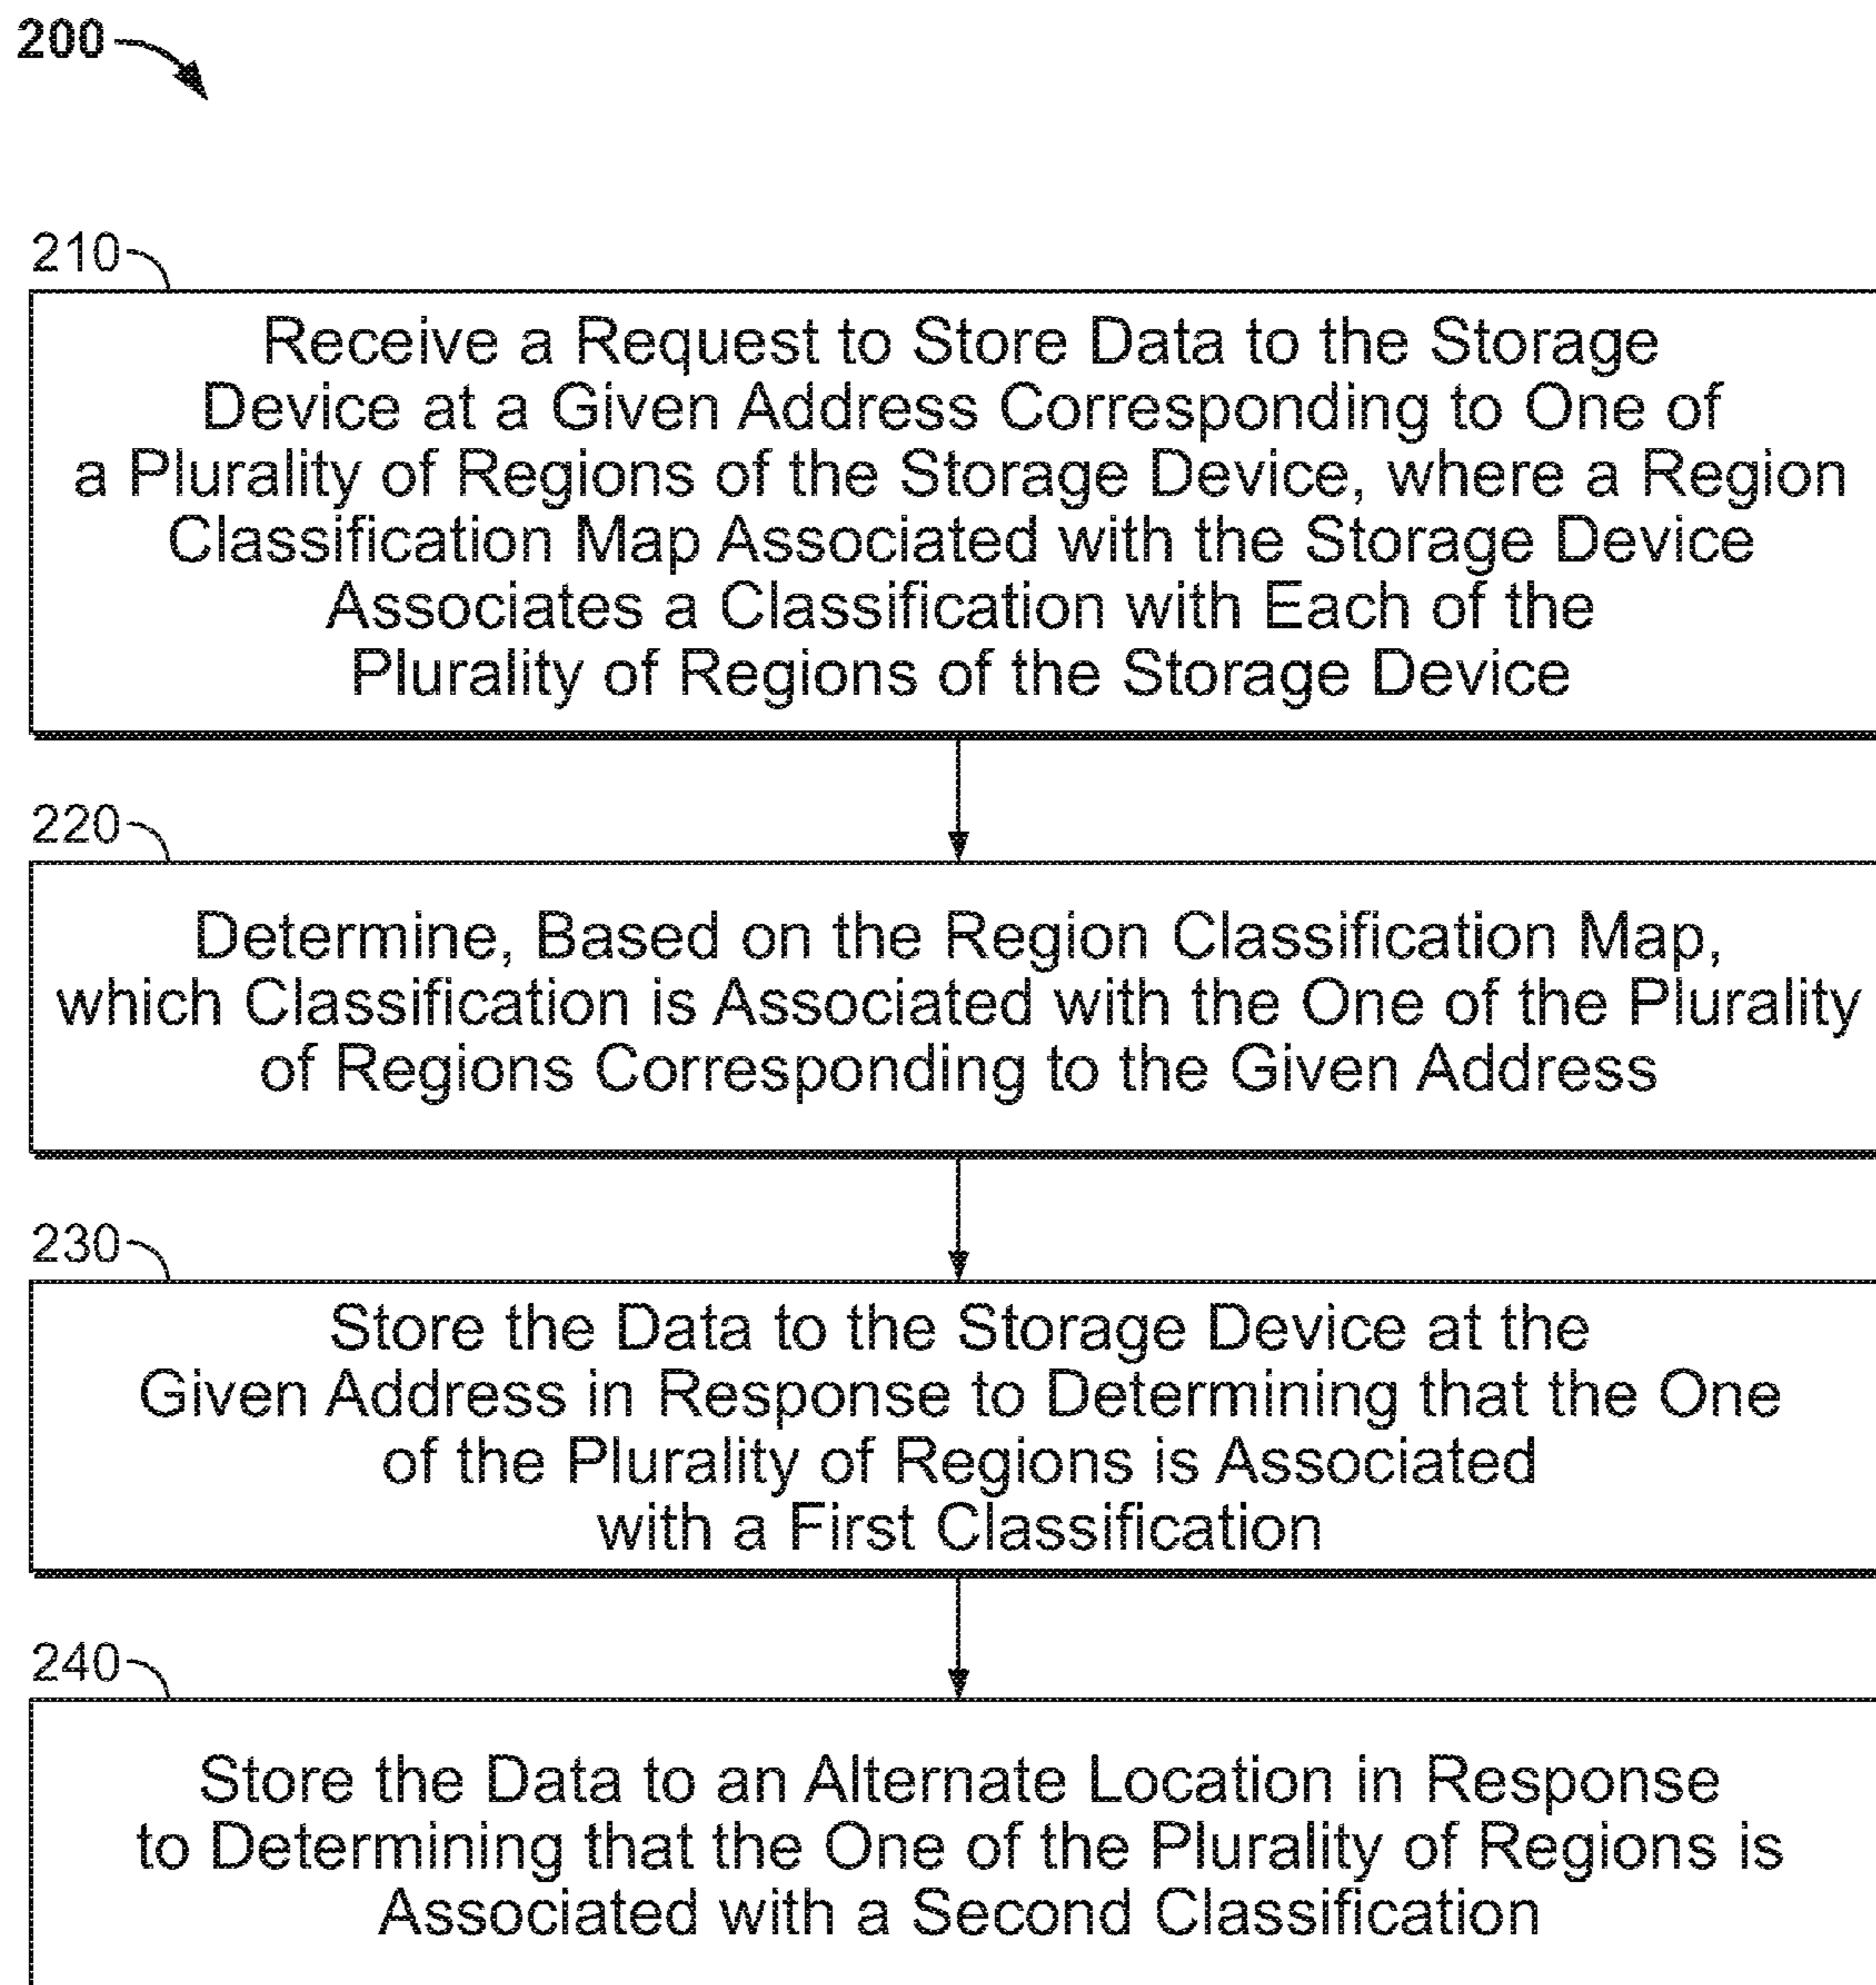 200
210
Receive a Request to Store Data to the Storage
Device at a Given Address Corresponding to One of
a Plurality of Regions of the Storage Device, where a Region
Classification Map Associated with the Storage Device
Associates a Classification with Each of the
Plurality of Regions of the Storage Device
220
Determine, Based on the Region Classification Map,
which Classification is Associated with the One of the Plurality
of Regions Corresponding to the Given Address
230
Store the Data to the Storage Device at the
Given Address in Response to Determining that the One
of the Plurality of Regions is Associated
with a First Classification
240
Store the Data to an Alternate Location in Response
to Determining that the One of the Plurality of Regions is
Associated with a Second Classification